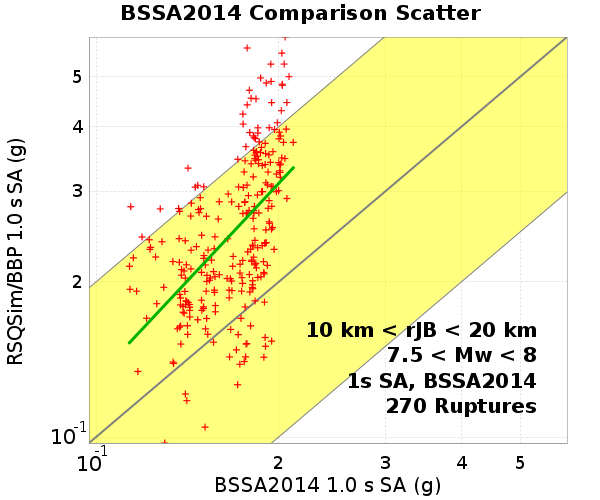 BSSA2014 Comparison Scatter
RSQSim/BBP 1.0 s SA (g)
5
4
3
2
10⁻¹
10 km < rJB < 20 km
7.5 < Mw < 8
1s SA, BSSA2014
270 Ruptures
10⁻¹ 2 3 4 5
BSSA2014 1.0 s SA (g)